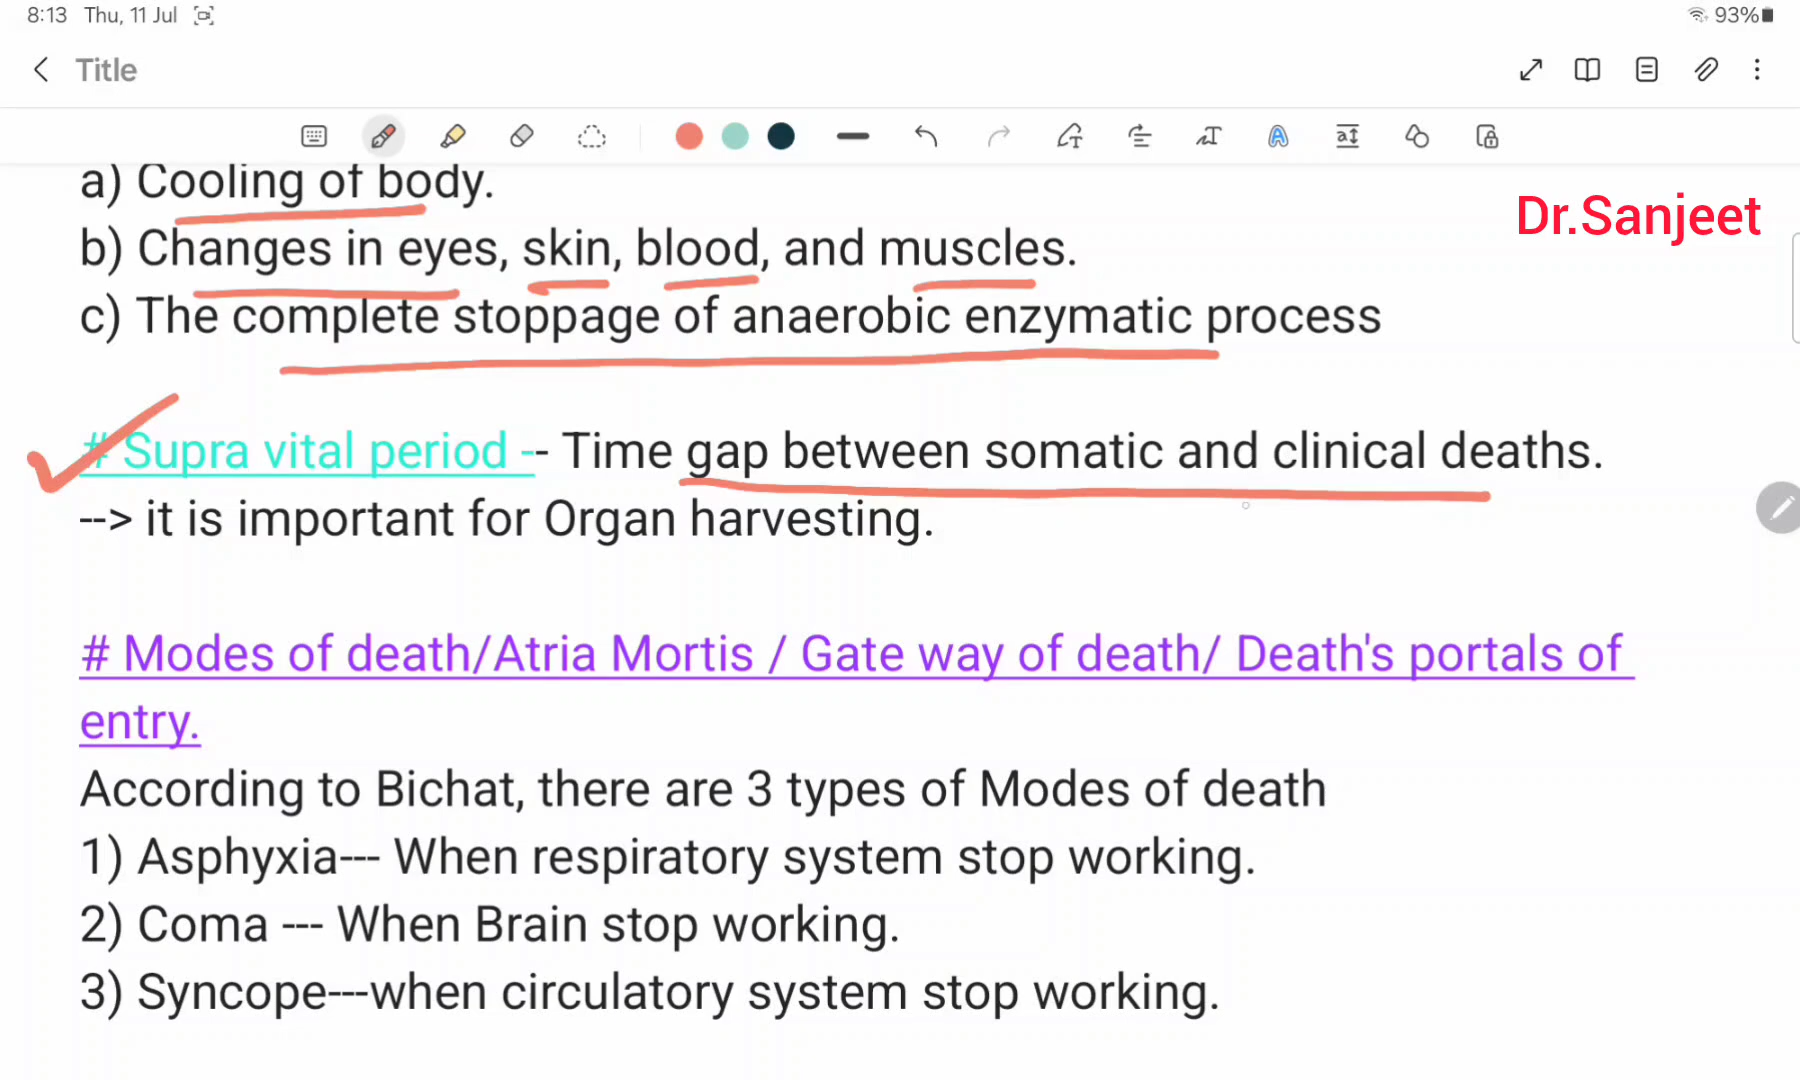 8:13 Thu, 11 Jul 93%
Title
a) Cooling of body.
Dr.Sanjeet
b) Changes in eyes, skin, blood, and muscles.
c) The complete stoppage of anaerobic enzymatic process
# Supra vital period -- Time gap between somatic and clinical deaths.
--> it is important for Organ harvesting.
# Modes of death/Atria Mortis / Gate way of death/ Death's portals of
entry.
According to Bichat, there are 3 types of Modes of death
1) Asphyxia--- When respiratory system stop working.
2) Coma --- When Brain stop working.
3) Syncope---when circulatory system stop working.